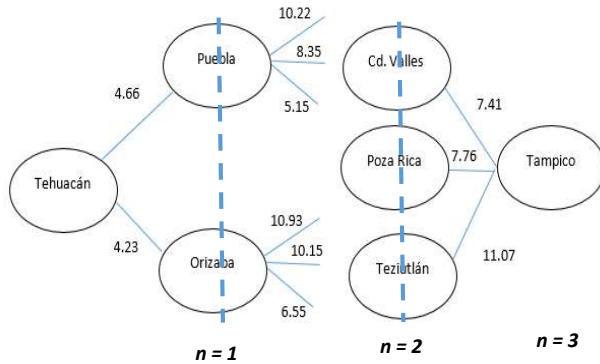 10.22
Puebla
8.35
Cd. Valles
4.66
5.15
7.41
Poza Rica
7.76
Tampico
Tehuacán
10.93
4.23
Orizaba
10.15
Teziutlán
11.07
6.55
n = 1
n = 2
n = 3